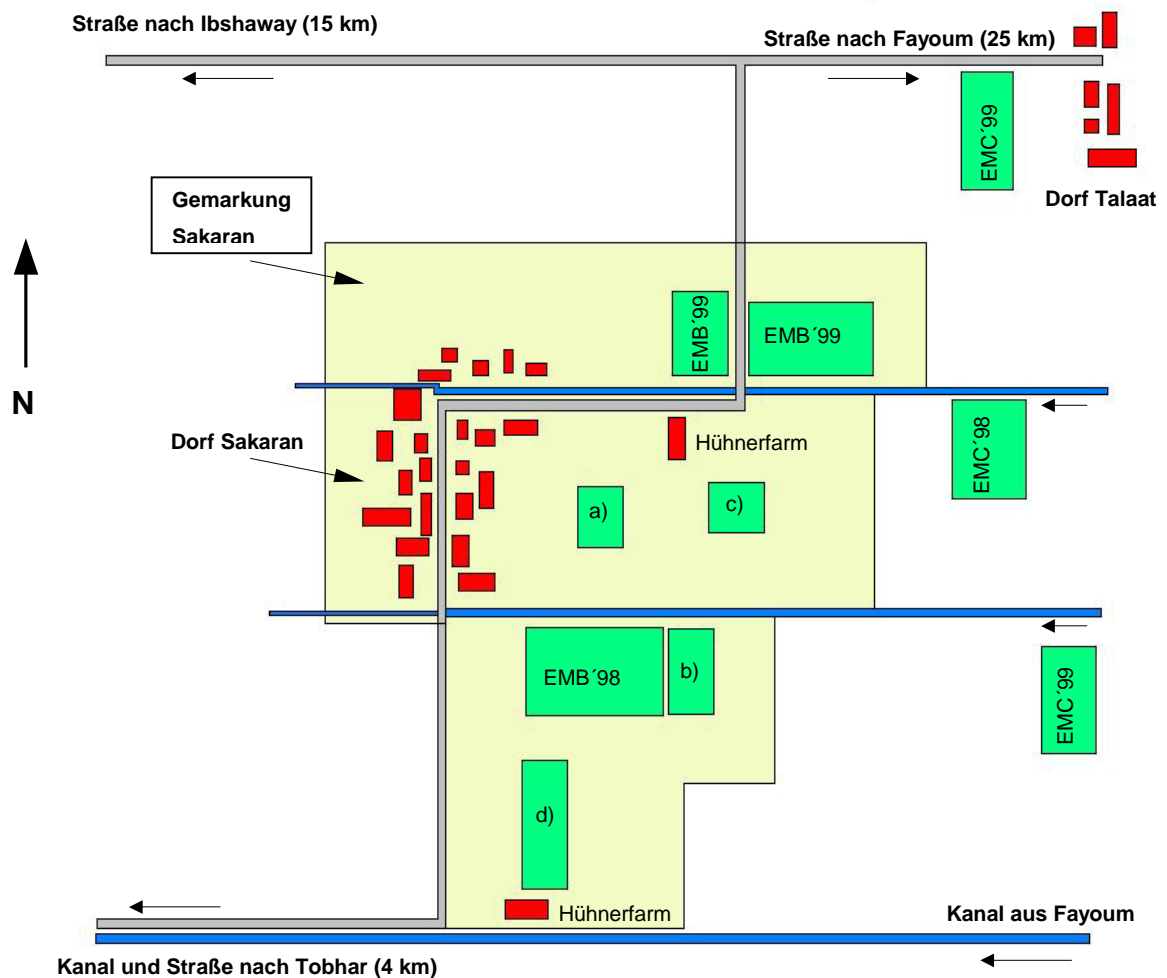 Straße nach Ibshaway (15 km)
Straße nach Fayoum (25 km)
EMC´99
Dorf Talaat
Gemarkung
Sakaran
N
EMB´99
EMB´99
Dorf Sakaran
Hühnerfarm
EMC´98
a)
c)
EMB´98
b)
EMC´99
d)
Hühnerfarm
Kanal aus Fayoum
Kanal und Straße nach Tobhar (4 km)